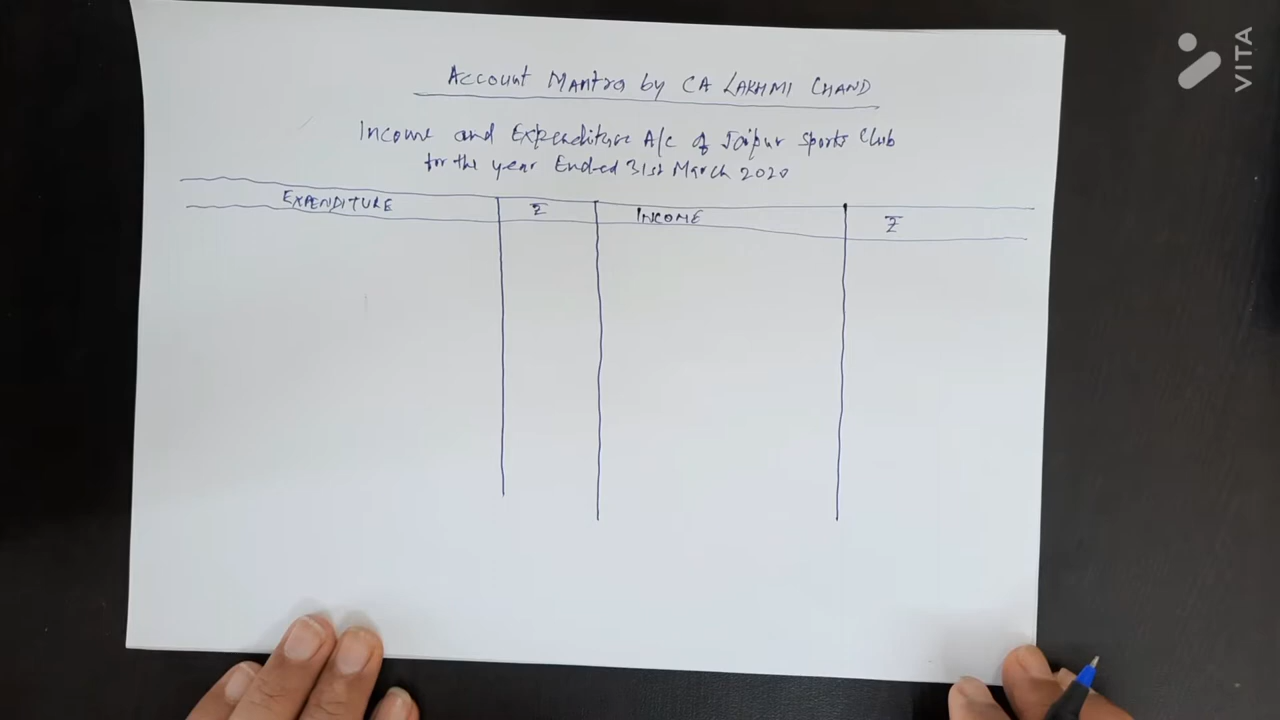 Account Mantra by CA LAKHMI CHAND
Income and Expenditure A/c of Jaipur Sports Club
for the year Ended 31st March 2020
EXPENDITURE ₹ INCOME ₹
VITA